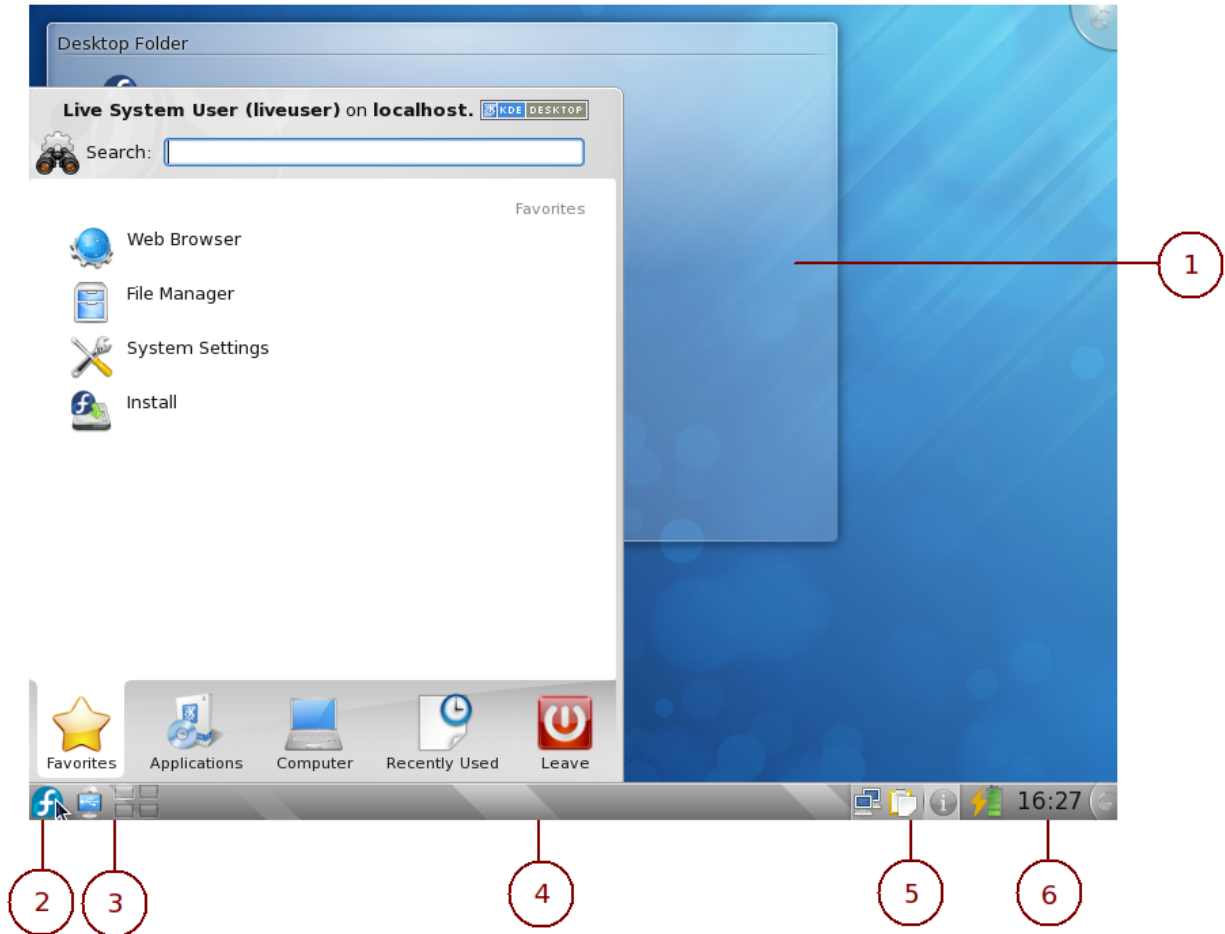 Desktop Folder
Live System User (liveuser) on localhost. KDE DESKTOP
Search:
Favorites
Web Browser
File Manager
System Settings
Install
Favorites Applications Computer Recently Used Leave
16:27
1
2 3 4 5 6